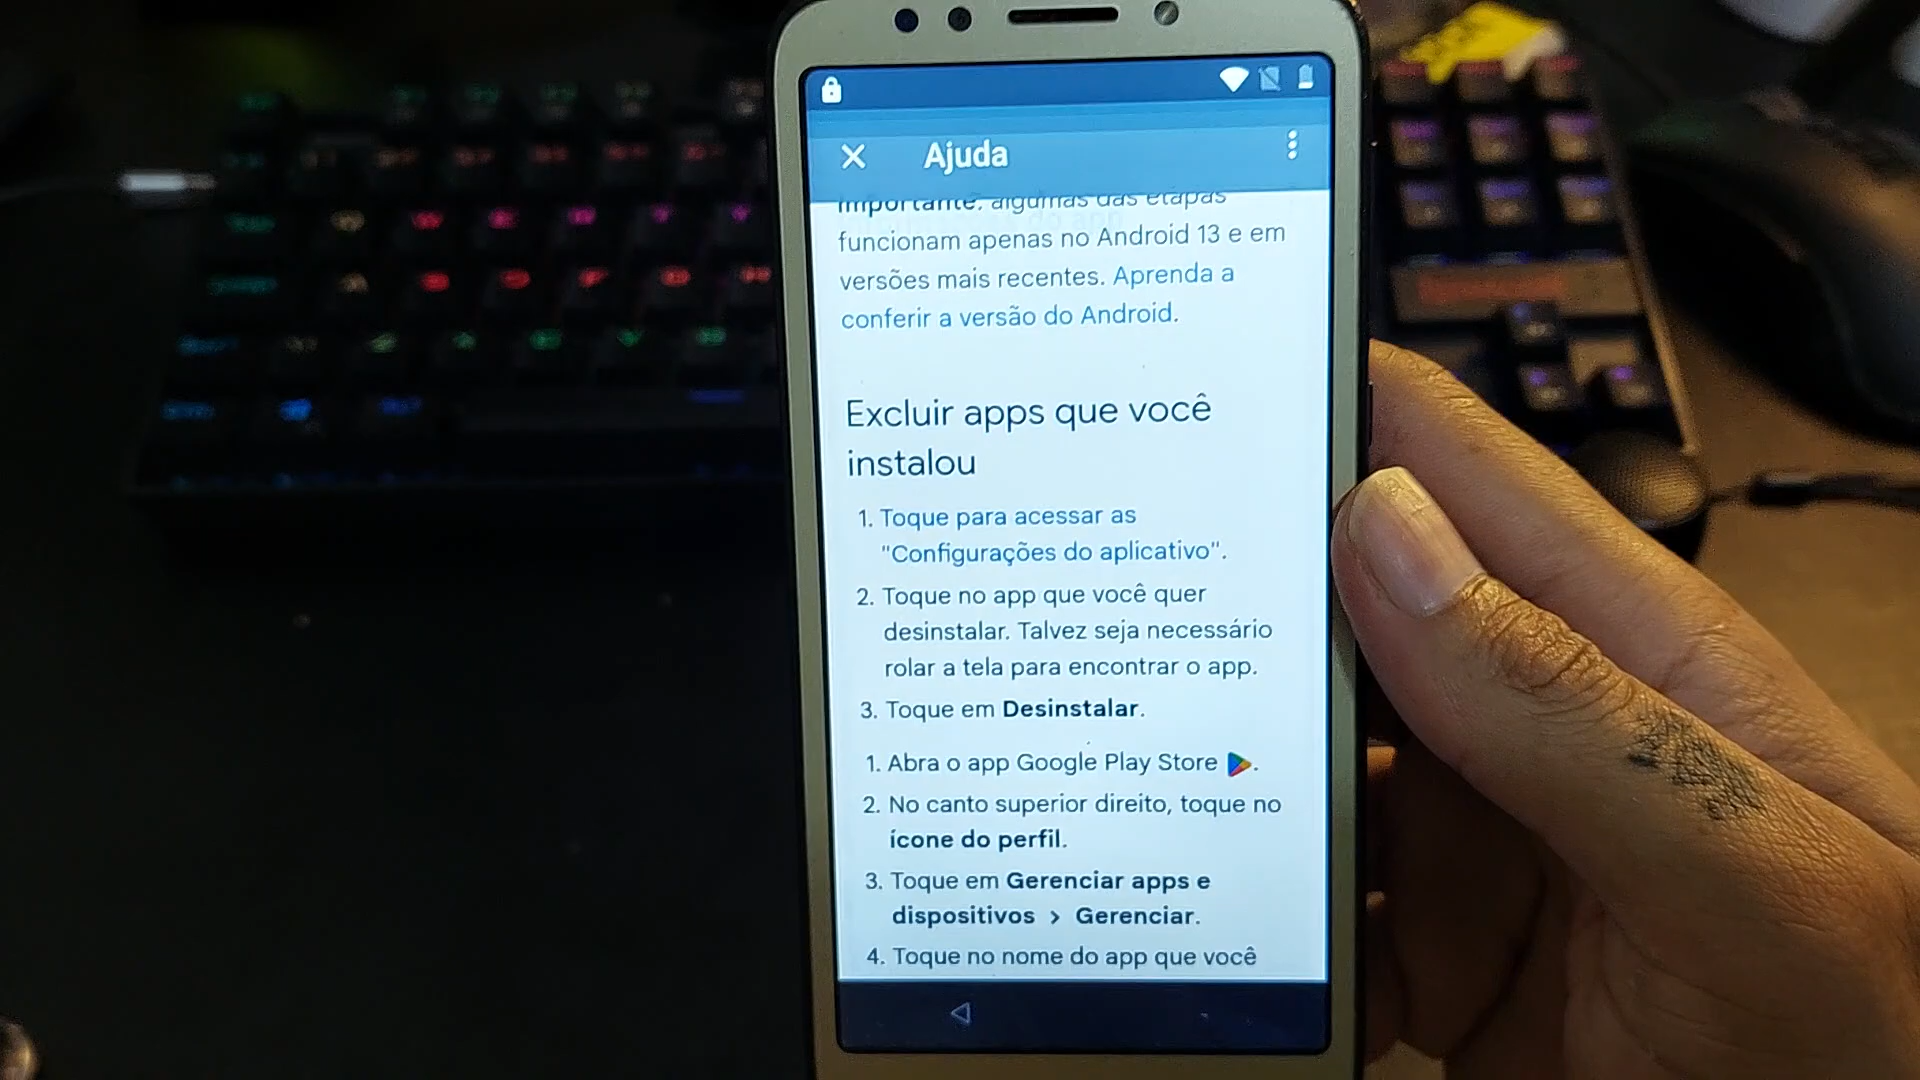 Ajuda
Importante: algumas das etapas
funcionam apenas no Android 13 e em
versões mais recentes. Aprenda a
conferir a versão do Android.
Excluir apps que você
instalou
1. Toque para acessar as
"Configurações do aplicativo".
2. Toque no app que você quer
desinstalar. Talvez seja necessário
rolar a tela para encontrar o app.
3. Toque em Desinstalar.
1. Abra o app Google Play Store.
2. No canto superior direito, toque no
ícone do perfil.
3. Toque em Gerenciar apps e
dispositivos > Gerenciar.
4. Toque no nome do app que você